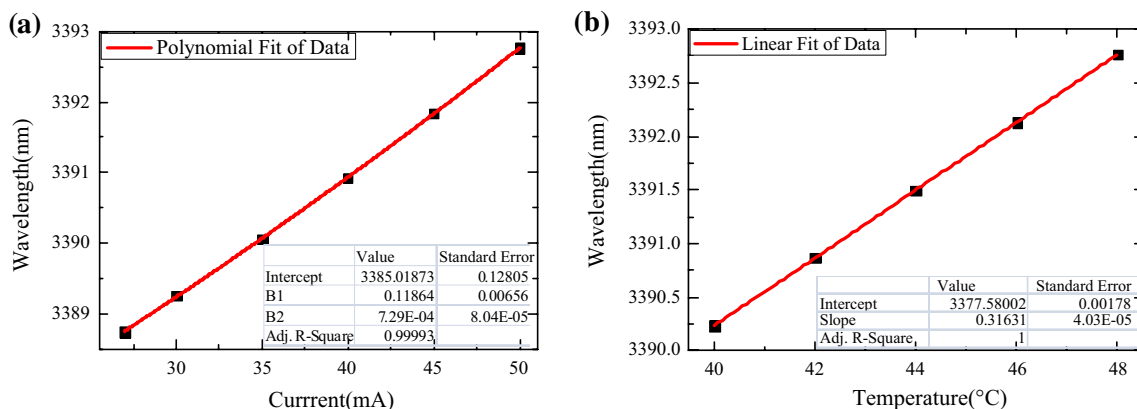 (a)
Polynomial Fit of Data
Wavelength(nm)
3393
3392
3391
3390
3389
Value Standard Error
Intercept 3385.01873 0.12805
B1 0.11864 0.00656
B2 7.29E-04 8.04E-05
Adj. R-Square 0.99993
30 35 40 45 50
Currrent(mA)
(b)
Linear Fit of Data
Wavelength(nm)
3393.0
3392.5
3392.0
3391.5
3391.0
3390.5
3390.0
Value Standard Error
Intercept 3377.58002 0.00178
Slope 0.31631 4.03E-05
Adj. R-Square 1
40 42 44 46 48
Temperature(°C)